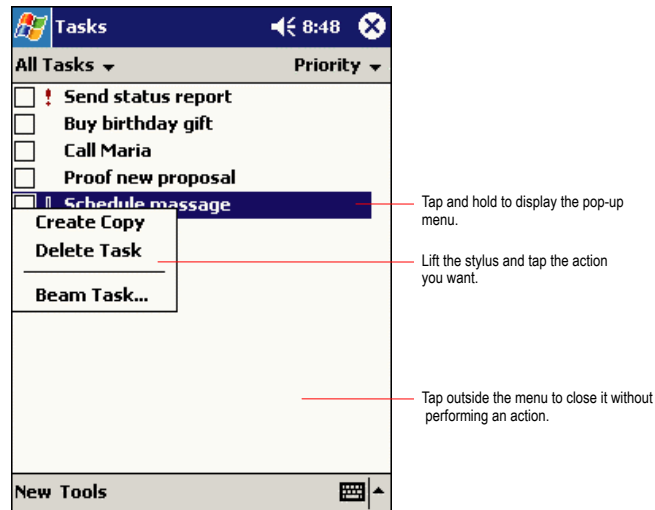 Tasks 8:48
All Tasks Priority
! Send status report
Buy birthday gift
Call Maria
Proof new proposal
Schedule massage
Create Copy
Delete Task
Beam Task...
Tap and hold to display the pop-up
menu.
Lift the stylus and tap the action
you want.
Tap outside the menu to close it without
performing an action.
New Tools